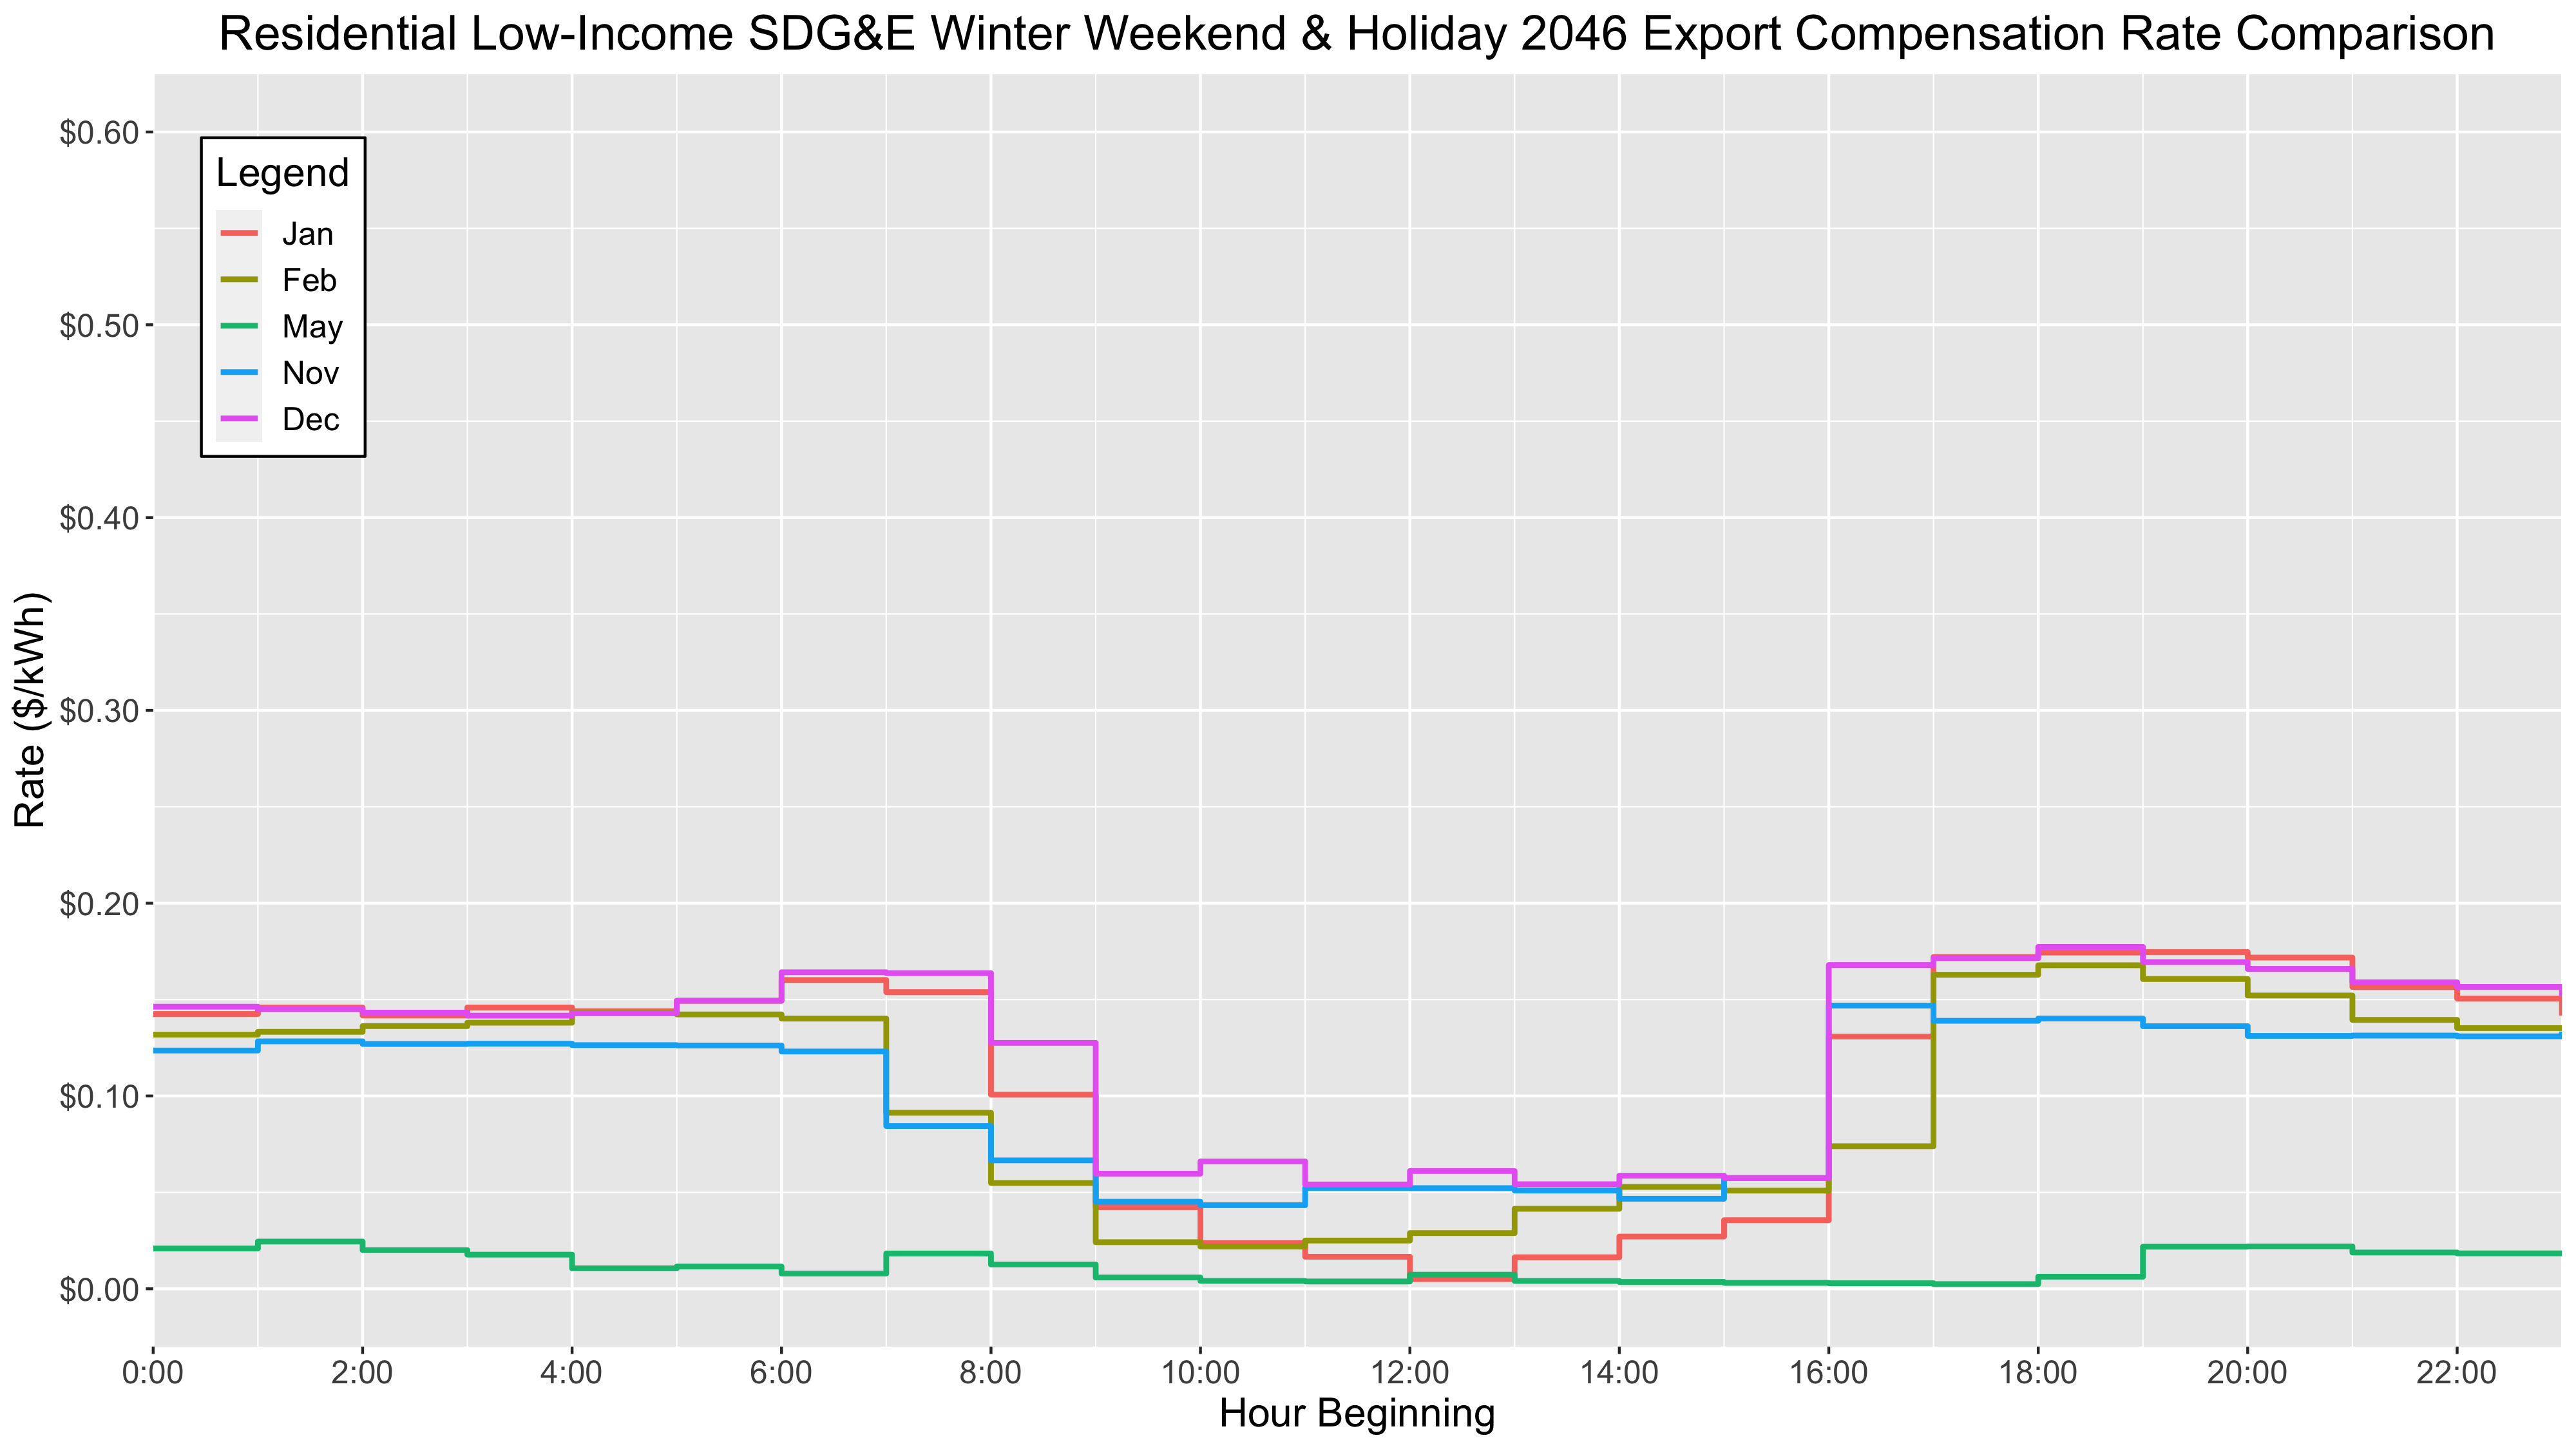 Residential Low-Income SDG&E Winter Weekend & Holiday 2046 Export Compensation Rate Comparison
$0.60
$0.50
$0.40
$0.30
$0.20
$0.10
$0.00
Rate ($/kWh)
Legend
Jan
Feb
May
Nov
Dec
0:00 2:00 4:00 6:00 8:00 10:00 12:00 14:00 16:00 18:00 20:00 22:00
Hour Beginning